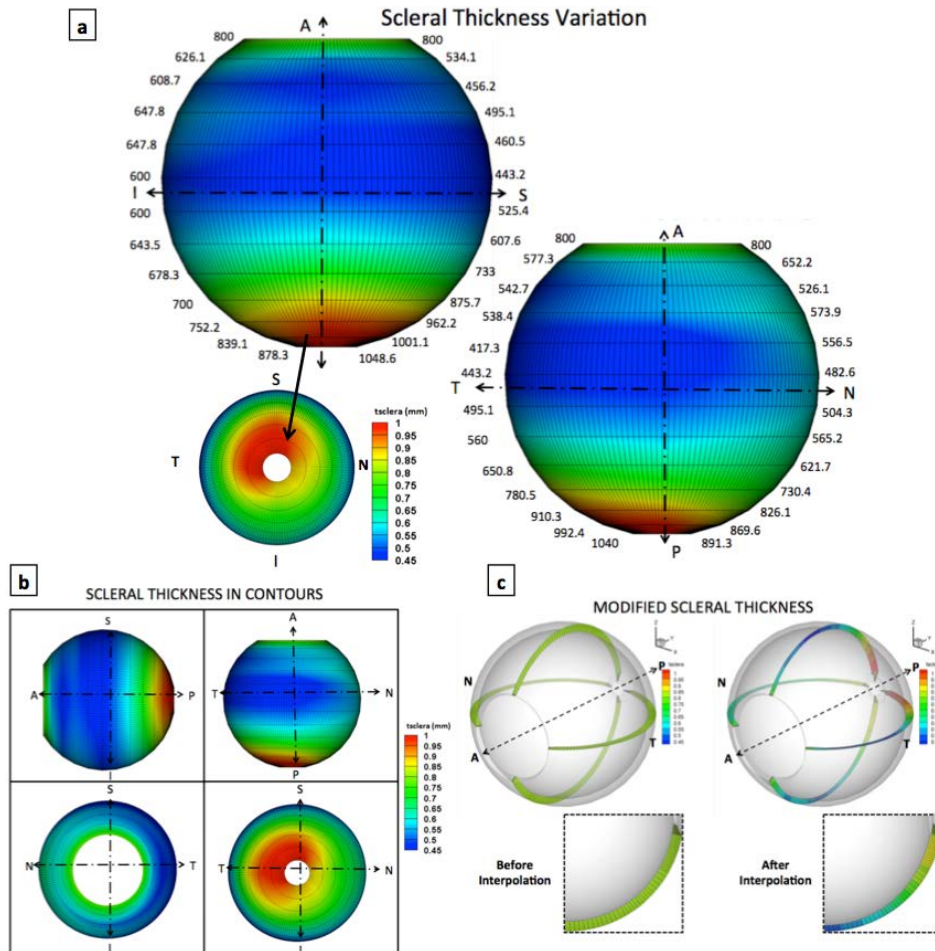 a
Scleral Thickness Variation
A
800 800
626.1 534.1
608.7 456.2
647.8 495.1
647.8 460.5
600 443.2
I S
600 525.4
643.5 607.6
678.3 733
700 875.7
752.2 962.2
839.1 1001.1
878.3 1048.6
A
800 800
577.3 652.2
542.7 526.1
538.4 573.9
417.3 556.5
443.2 482.6
T N
495.1 504.3
560 565.2
650.8 621.7
780.5 730.4
910.3 826.1
992.4 869.6
1040 891.3
P
S
T N
I
tsclera (mm)
1
0.95
0.9
0.85
0.8
0.75
0.7
0.65
0.6
0.55
0.5
0.45
b
SCLERAL THICKNESS IN CONTOURS
S
A P
I
A
T N
P
S
N T
I
S
T N
I
tsclera (mm)
1
0.95
0.9
0.85
0.8
0.75
0.7
0.65
0.6
0.55
0.5
0.45
c
MODIFIED SCLERAL THICKNESS
P
N
T
A
P
N
T
A
Before
Interpolation
After
Interpolation